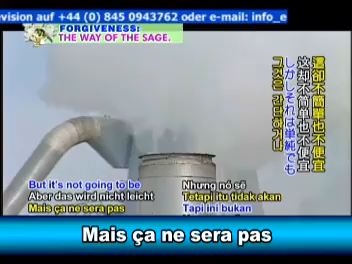 evision auf +44 (0) 845 0943762 oder e-mail: info_e
FORGIVENESS:
THE WAY OF THE SAGE.
這卻不簡單也不便宜
这却不简单也不便宜
しかしそれは単純でも
그것은 간단하거나
But it's not going to be
Aber das wird nicht leicht
Mais ça ne sera pas
Nhưng nó sẽ
Tetapi itu tidak akan
Tapi ini bukan
Mais ça ne sera pas